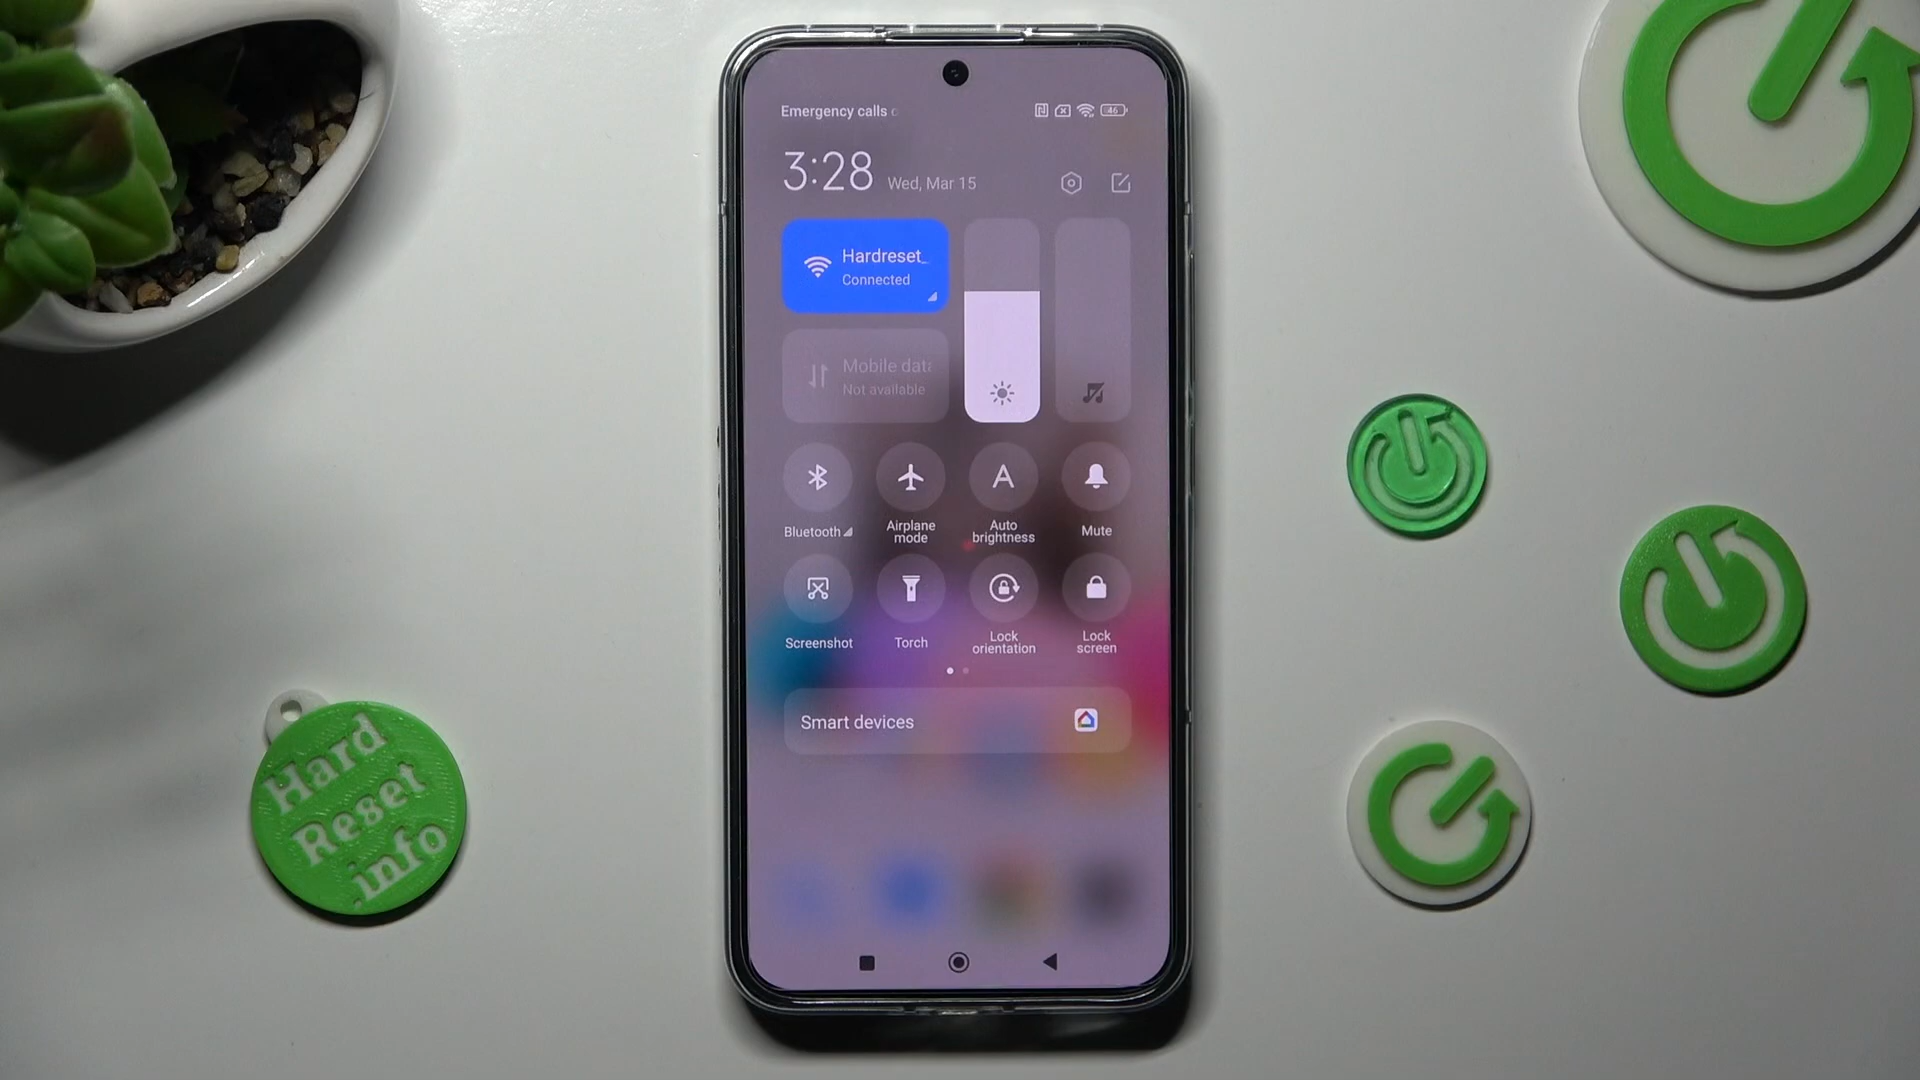 Emergency calls
46
3:28 Wed, Mar 15
Hardreset_
Connected
Mobile data
Not available
A
Bluetooth
Airplane
mode
Auto
brightness
Mute
Screenshot
Torch
Lock
orientation
Lock
screen
Smart devices
Hard
Reset
.info